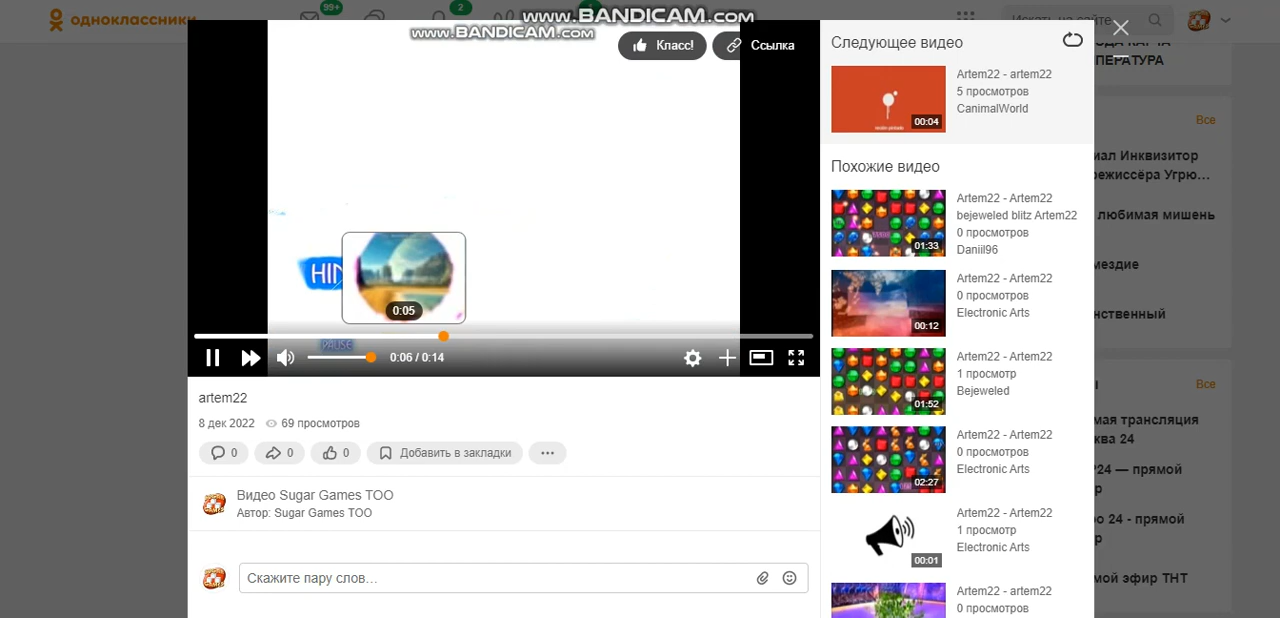 одноклассники
99+
2
www.BANDICAM.com
www.BANDICAM.com
Искать на сайте
Класс!
Ссылка
HIN
0:05
PAUSE
0:06 / 0:14
artem22
8 дек 2022
69 просмотров
0
0
0
Добавить в закладки
Видео Sugar Games TOO
Автор: Sugar Games TOO
Скажите пару слов...
Следующее видео
00:04
Artem22 - artem22
5 просмотров
CanimalWorld
Похожие видео
01:33
Artem22 - Artem22
bejeweled blitz Artem22
0 просмотров
Daniil96
00:12
Artem22 - Artem22
0 просмотров
Electronic Arts
01:52
Artem22 - Artem22
1 просмотр
Bejeweled
02:27
Artem22 - Artem22
0 просмотров
Electronic Arts
00:01
Artem22 - Artem22
1 просмотр
Electronic Arts
Artem22 - artem22
0 просмотров
ПЕРАТУРА
Все
иал Инквизитор
режиссёра Угрю...
любимая мишень
мездие
нственный
Все
мая трансляция
ква 24
Р24 — прямой
р
ю 24 - прямой
р
мой эфир ТНТ